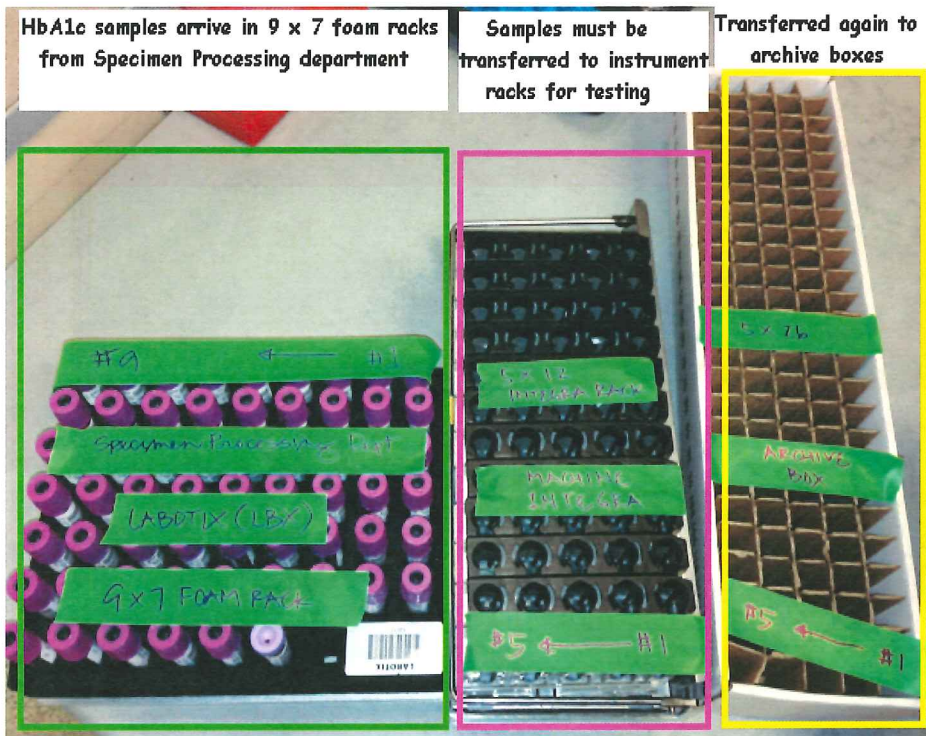 HbA1c samples arrive in 9 x 7 foam racks
from Specimen Processing department
Samples must be
transferred to instrument
racks for testing
Transferred again to
archive boxes
#9 ← #1
Specimen Processing
LABOTIX (LBX)
9 x 7 FOAM RACK
LABOTIX
5 x 12
INTEGRA RACK
MACHINE
INTEGRA
#5 ← #1
5 x 26
ARCHIVE
BOX
#5 ← #1